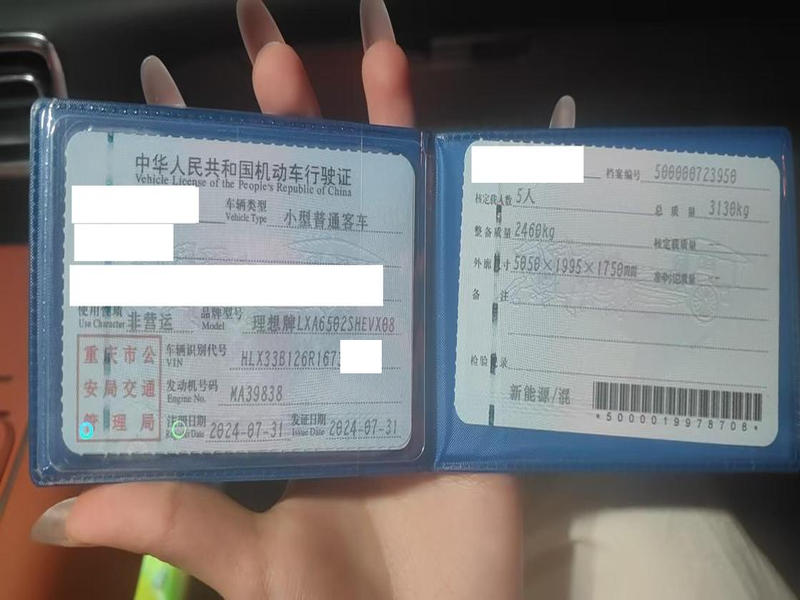 中华人民共和国机动车行驶证
Vehicle License of the People's Republic of China
车辆类型 小型普通客车
Vehicle Type
使用性质 非营运 品牌型号 理想牌LXA6502SHEVX08
Use Character Model
重庆市公
安局交通
管理局
车辆识别代号 HLX33B126R1673
VIN
发动机号码 MA39838
Engine No.
注册日期 2024-07-31 发证日期 2024-07-31
Register Date Issue Date
档案编号 500000723950
核定载人数 5人 总质量 3130kg
整备质量 2460kg 核定载质量 --
外廓尺寸 5050×1995×1750mm 准牵引总质量 --
备注
检验记录
新能源/混
*5000019978708*